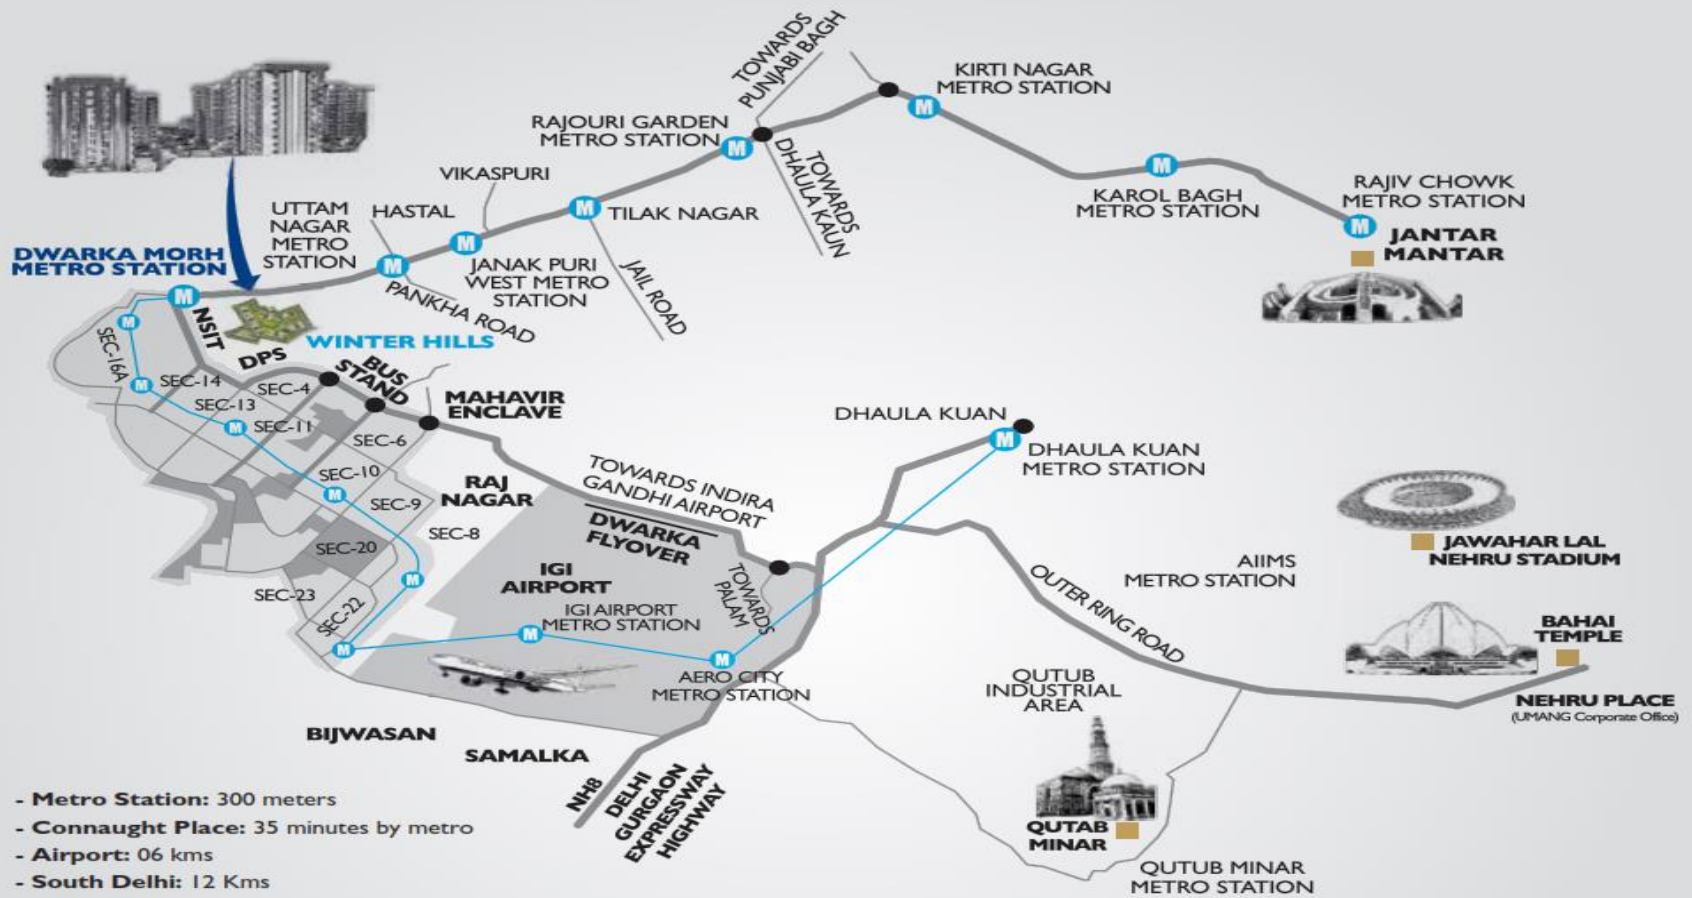 TOWARDS
PUNJABI BAGH
KIRTI NAGAR
METRO STATION
RAJOURI GARDEN
METRO STATION
M
M
TOWARDS
DHAULA KAUN
VIKASPURI
M
KAROL BAGH
METRO STATION
RAJIV CHOWK
METRO STATION
M
JANTAR
MANTAR
UTTAM
NAGAR
METRO
STATION
HASTAL
M
TILAK NAGAR
M
M
JANAK PURI
WEST METRO
STATION
JAIL ROAD
PANKHA ROAD
DWARKA MORH
METRO STATION
M
NSIT
WINTER HILLS
DPS
M
SEC-16A
M
SEC-14
SEC-4
SEC-13
M
SEC-11
BUS
STAND
MAHAVIR
ENCLAVE
SEC-6
SEC-10
M
SEC-9
RAJ
NAGAR
SEC-8
SEC-20
M
SEC-23
SEC-22
M
TOWARDS INDIRA
GANDHI AIRPORT
DWARKA
FLYOVER
DHAULA KUAN
M
DHAULA KUAN
METRO STATION
IGI
AIRPORT
IGI AIRPORT
METRO STATION
M
TOWARDS
PALAM
M
AERO CITY
METRO STATION
OUTER RING ROAD
AIIMS
METRO STATION
JAWAHAR LAL
NEHRU STADIUM
BAHAI
TEMPLE
NEHRU PLACE
(UMANG Corporate Office)
QUTUB
INDUSTRIAL
AREA
QUTAB
MINAR
QUTUB MINAR
METRO STATION
BIJWASAN
SAMALKA
NH8
DELHI
GURGAON
EXPRESSWAY
HIGHWAY
- Metro Station: 300 meters
- Connaught Place: 35 minutes by metro
- Airport: 06 kms
- South Delhi: 12 Kms